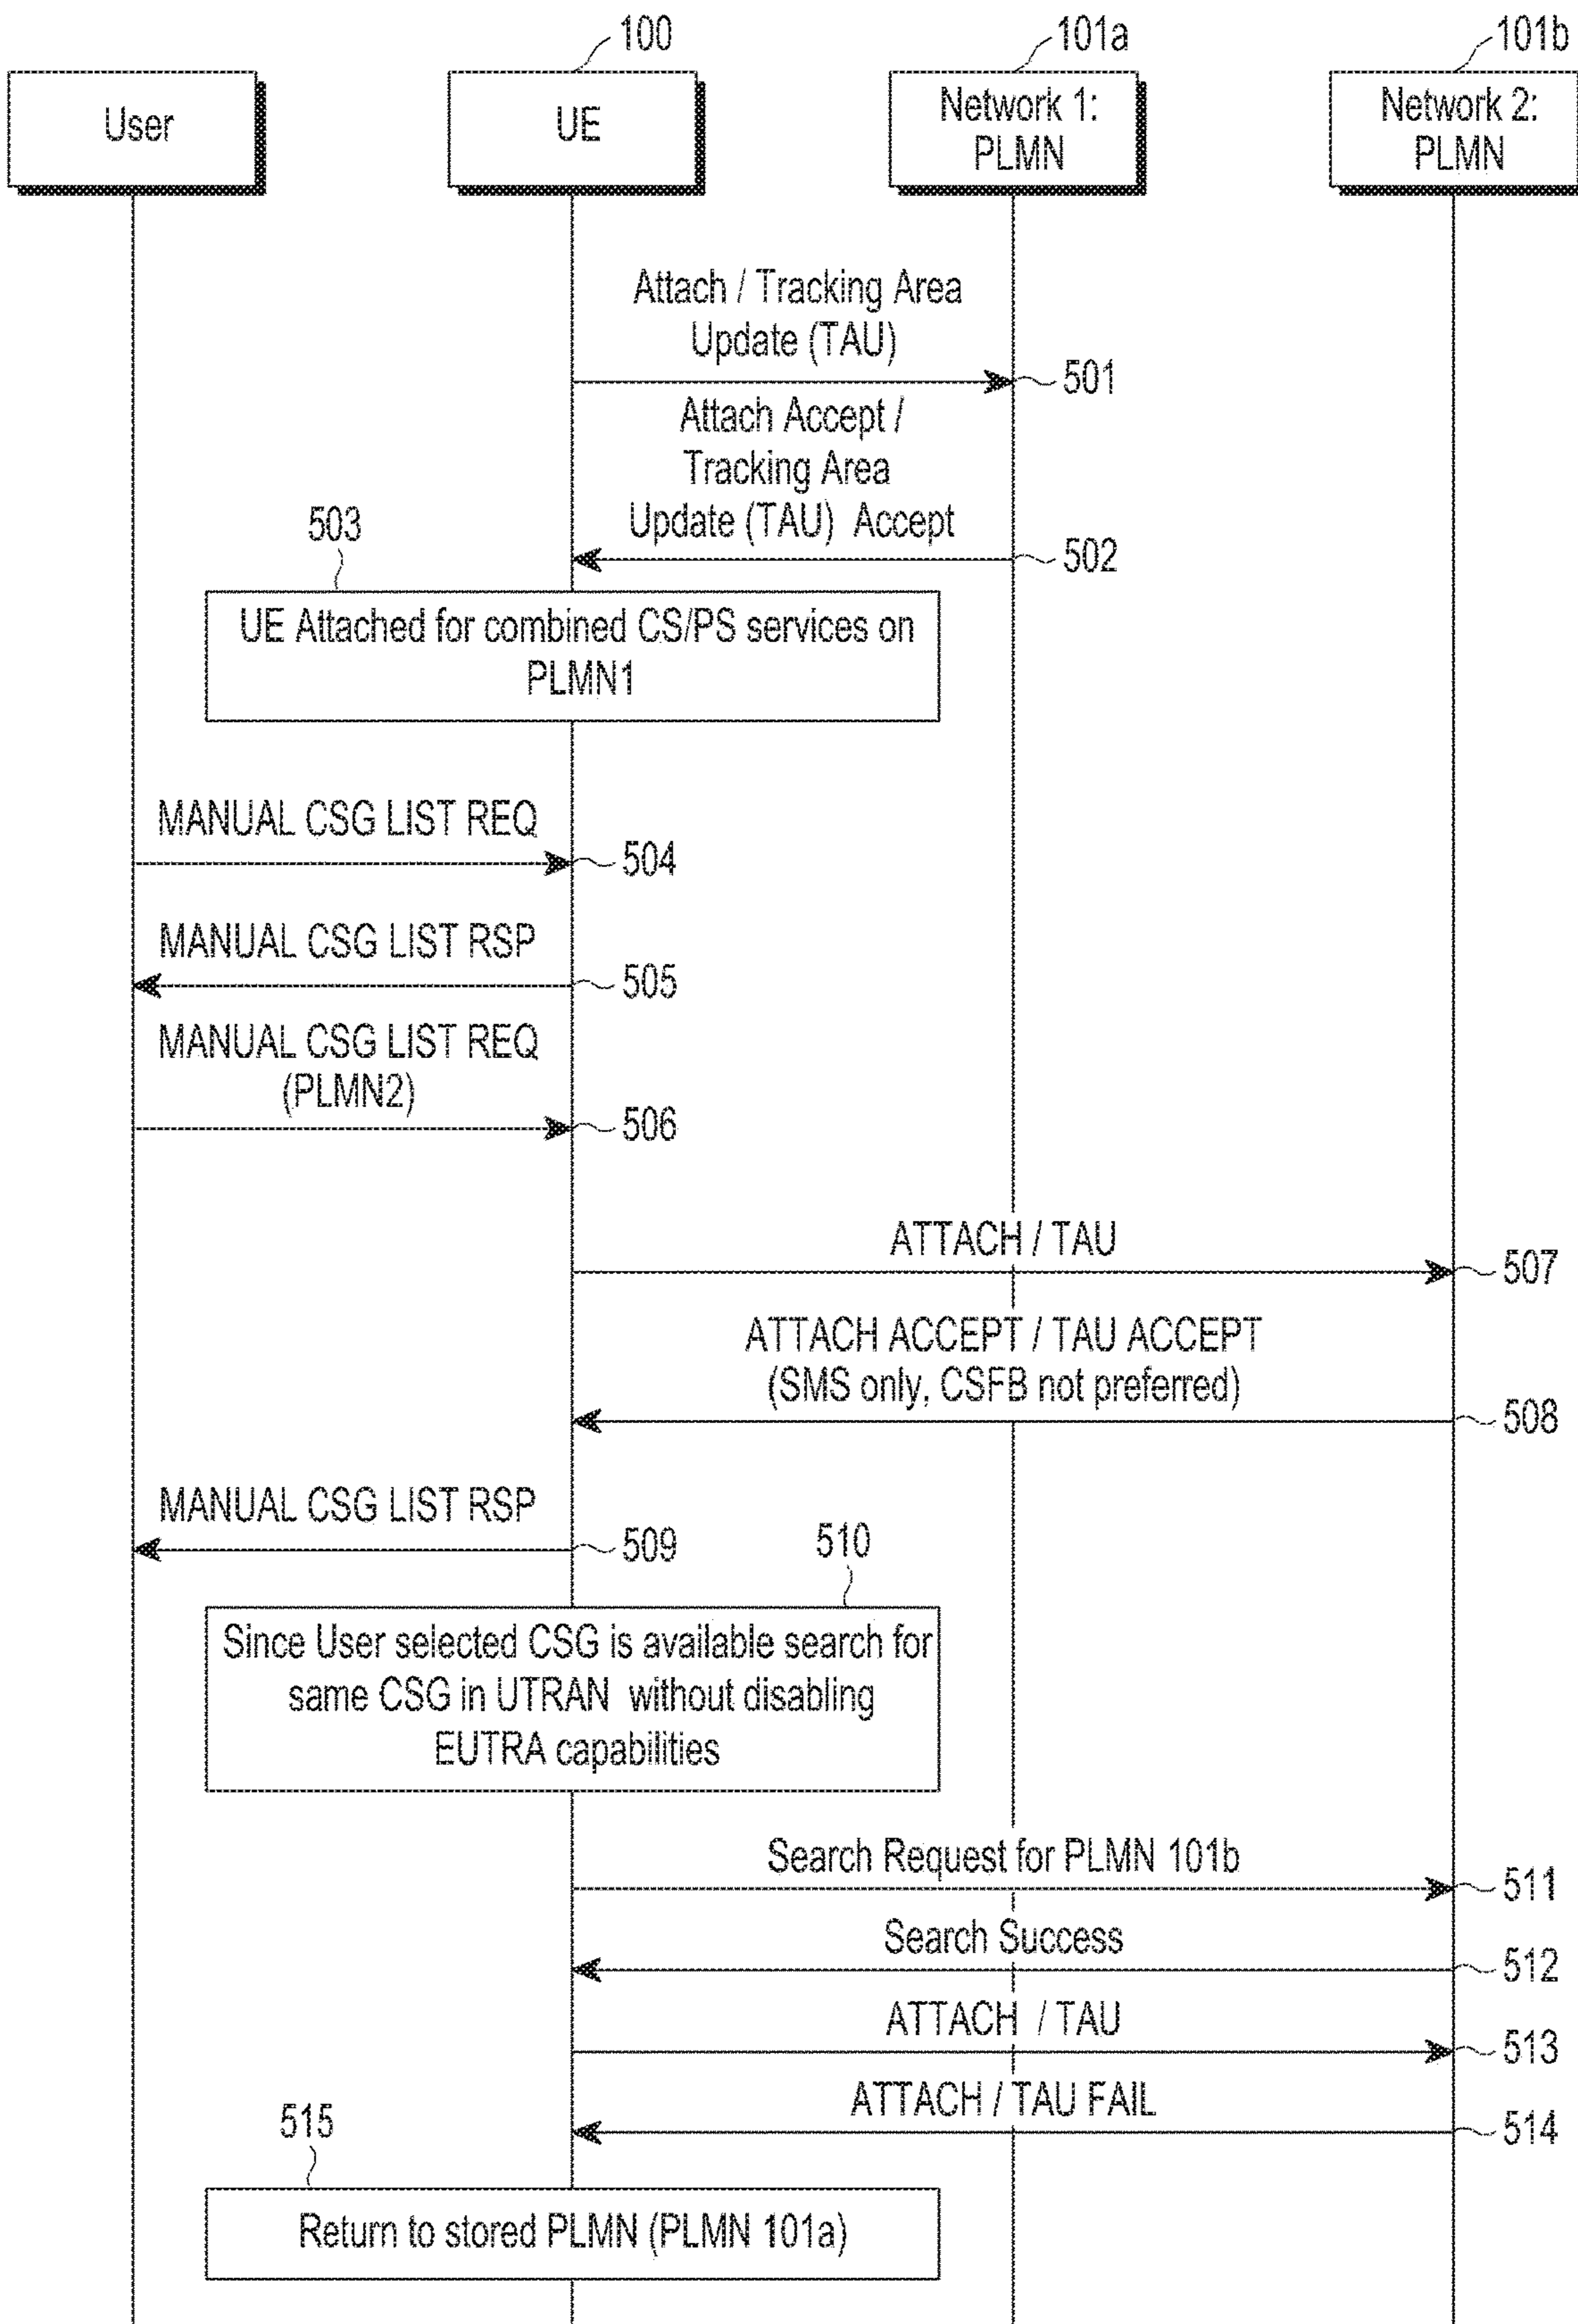 100
101a
101b
User
UE
Network 1:
PLMN
Network 2:
PLMN
Attach / Tracking Area
Update (TAU)
501
Attach Accept /
Tracking Area
Update (TAU) Accept
502
503
UE Attached for combined CS/PS services on
PLMN1
MANUAL CSG LIST REQ
504
MANUAL CSG LIST RSP
505
MANUAL CSG LIST REQ
(PLMN2)
506
ATTACH / TAU
507
ATTACH ACCEPT / TAU ACCEPT
(SMS only, CSFB not preferred)
508
MANUAL CSG LIST RSP
509
510
Since User selected CSG is available search for
same CSG in UTRAN without disabling
EUTRA capabilities
Search Request for PLMN 101b
511
Search Success
512
ATTACH / TAU
513
ATTACH / TAU FAIL
514
515
Return to stored PLMN (PLMN 101a)